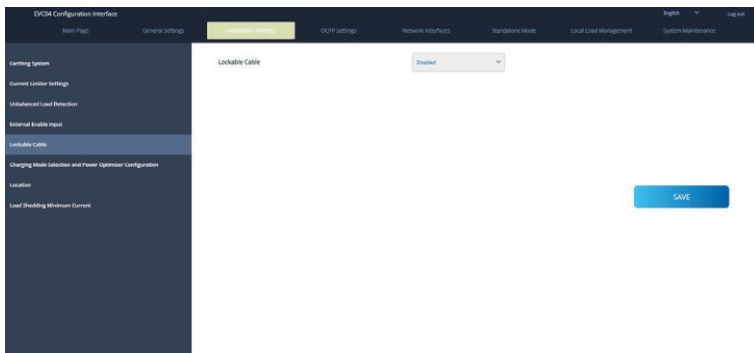 EVC04 Configuration Interface
English
Log out
Main Page
General Settings
Installation Settings
OCPP Settings
Network Interfaces
Standalone Mode
Local Load Management
System Maintenance
Earthing System
Current Limiter Settings
Unbalanced Load Detection
External Enable Input
Lockable Cable
Charging Mode Selection and Power Optimizer Configuration
Location
Load Shedding Minimum Current
Lockable Cable
Disabled
SAVE